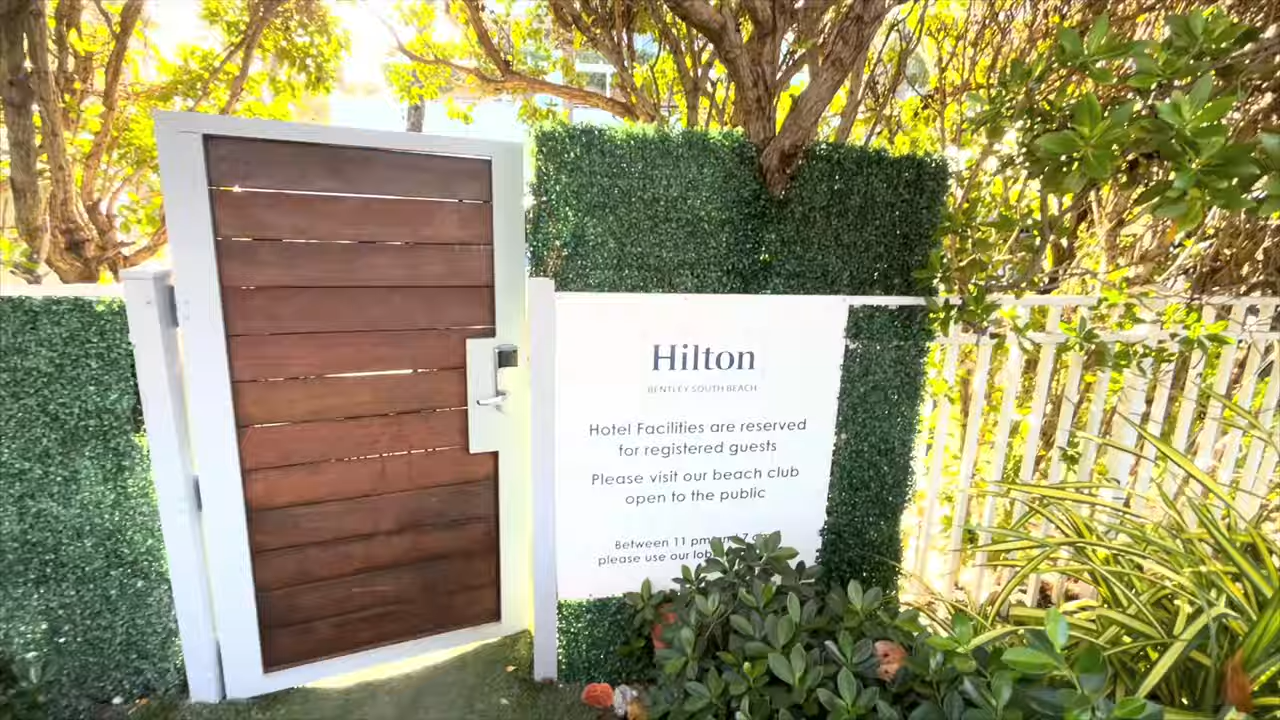 Hilton
BENTLEY SOUTH BEACH
Hotel Facilities are reserved
for registered guests
Please visit our beach club
open to the public
Between 11 pm 7
please use our